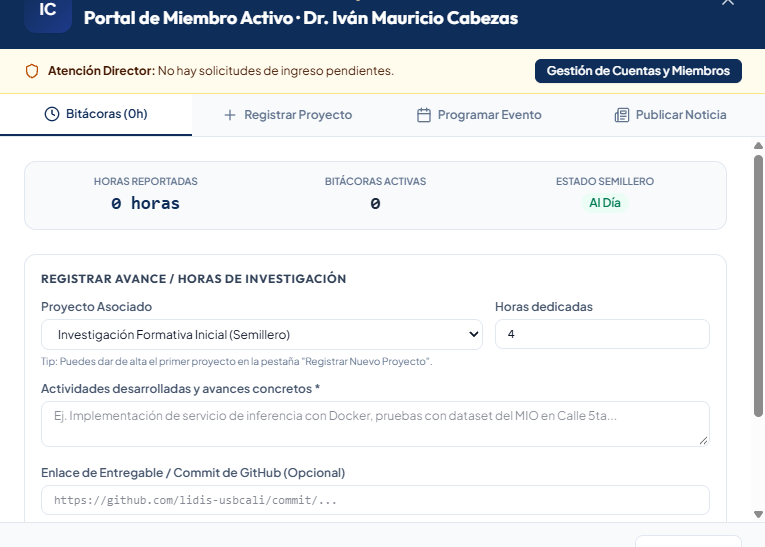 IC
Portal de Miembro Activo · Dr. Iván Mauricio Cabezas
Atención Director: No hay solicitudes de ingreso pendientes.
Gestión de Cuentas y Miembros
Bitácoras (0h)
Registrar Proyecto
Programar Evento
Publicar Noticia
HORAS REPORTADAS
0 horas
BITÁCORAS ACTIVAS
0
ESTADO SEMILLERO
Al Día
REGISTRAR AVANCE / HORAS DE INVESTIGACIÓN
Proyecto Asociado
Investigación Formativa Inicial (Semillero)
Tip: Puedes dar de alta el primer proyecto en la pestaña "Registrar Nuevo Proyecto".
Horas dedicadas
4
Actividades desarrolladas y avances concretos *
Ej. Implementación de servicio de inferencia con Docker, pruebas con dataset del MIO en Calle 5ta...
Enlace de Entregable / Commit de GitHub (Opcional)
https://github.com/lidis-usbcali/commit/...